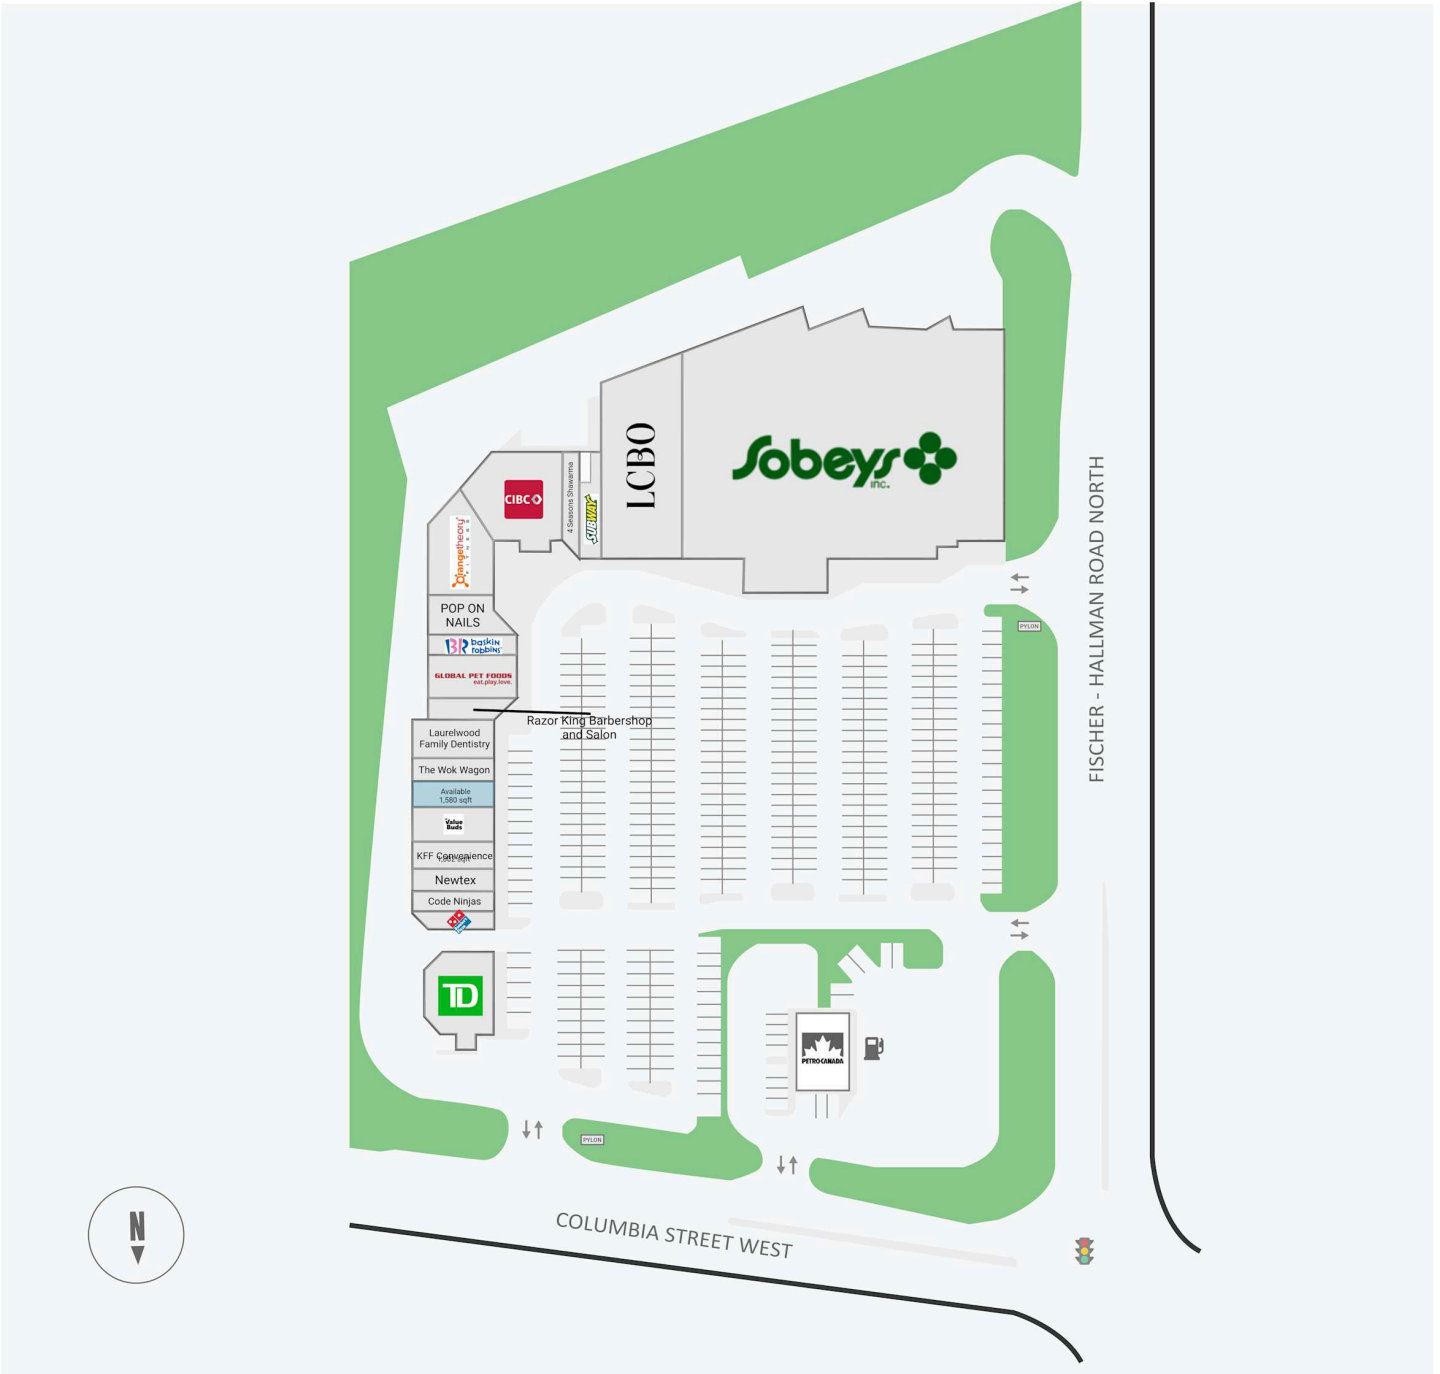 Sobeys
INC.
LCBO
CIBC
4 Seasons Shawarma
SUBWAY
Orangetheory
FITNESS
POP ON
NAILS
BR baskin
robbins
GLOBAL PET FOODS
eat.play.love.
Razor King Barbershop
and Salon
Laurelwood
Family Dentistry
The Wok Wagon
Available
1,580 sqft
Value
Buds
KFF Convenience
Newtex
Code Ninjas
TD
PETRO-CANADA
PYLON
PYLON
FISCHER - HALLMAN ROAD NORTH
COLUMBIA STREET WEST
N